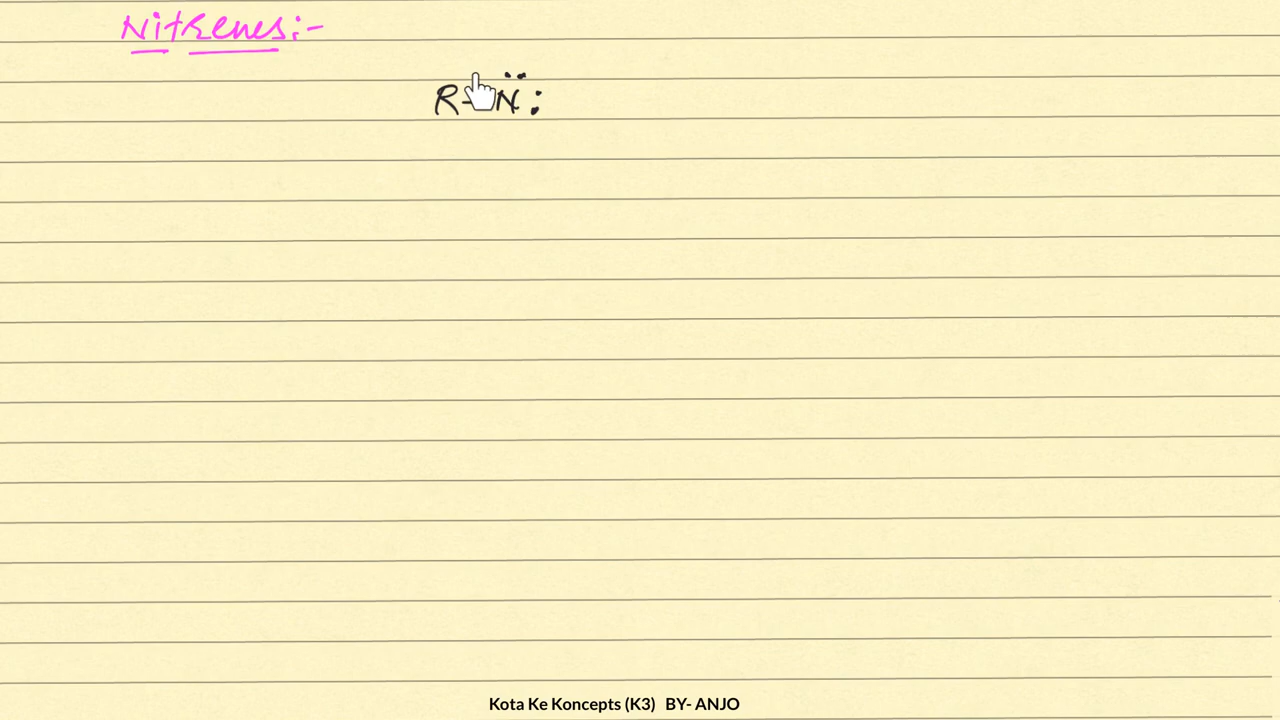 Nitrenes:-
R-N̈:
Kota Ke Koncepts (K3) BY- ANJO